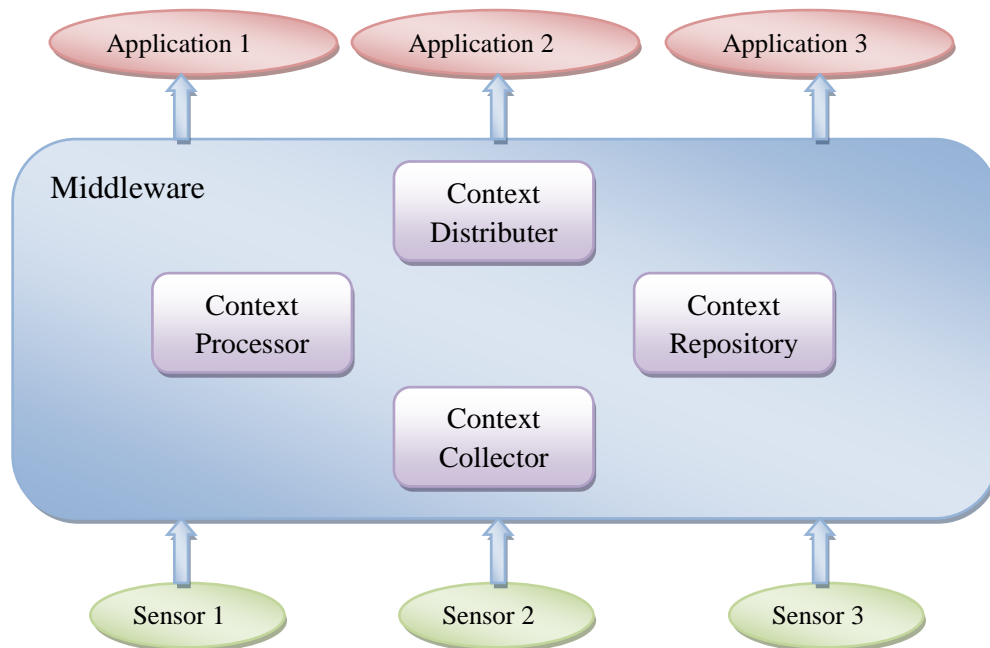 Application 1
Application 2
Application 3
Middleware
Context
Distributer
Context
Processor
Context
Repository
Context
Collector
Sensor 1
Sensor 2
Sensor 3